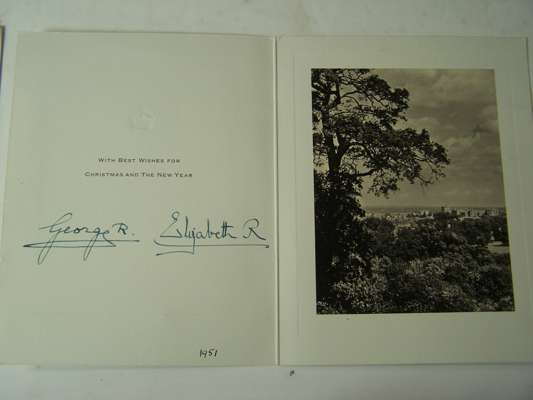 WITH BEST WISHES FOR
CHRISTMAS AND THE NEW YEAR
George R. Elizabeth R
1951